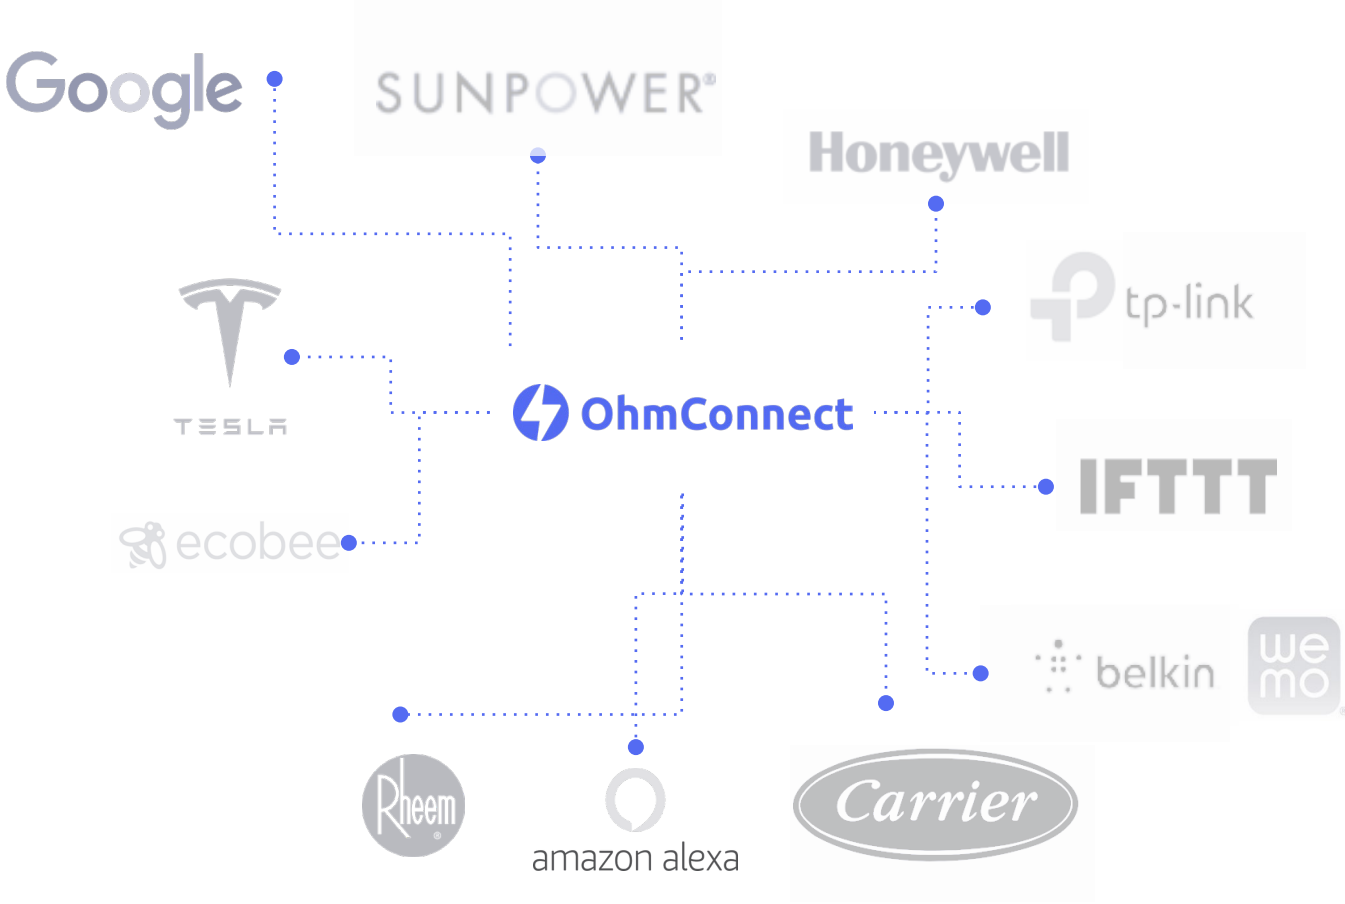 Google
SUNPOWER®
Honeywell
tp-link
TESLA
OhmConnect
IFTTT
ecobee
belkin
we
mo
®
Rheem
®
amazon alexa
Carrier